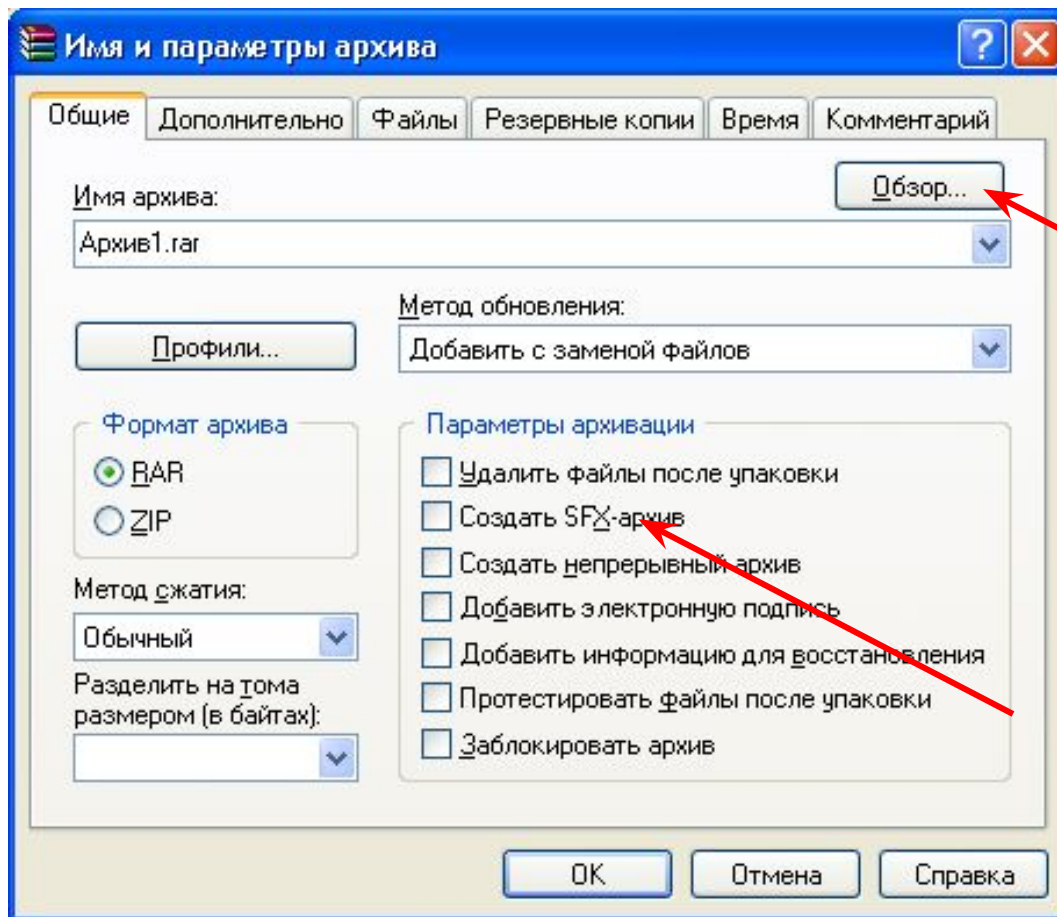 Имя и параметры архива
?
Общие Дополнительно Файлы Резервные копии Время Комментарий
Обзор...
Имя архива:
Архив1.rar
Метод обновления:
Профили...
Добавить с заменой файлов
Формат архива
RAR
ZIP
Параметры архивации
Удалить файлы после упаковки
Создать SFX-архив
Создать непрерывный архив
Добавить электронную подпись
Добавить информацию для восстановления
Протестировать файлы после упаковки
Заблокировать архив
Метод сжатия:
Обычный
Разделить на тома
размером (в байтах):
OK Отмена Справка